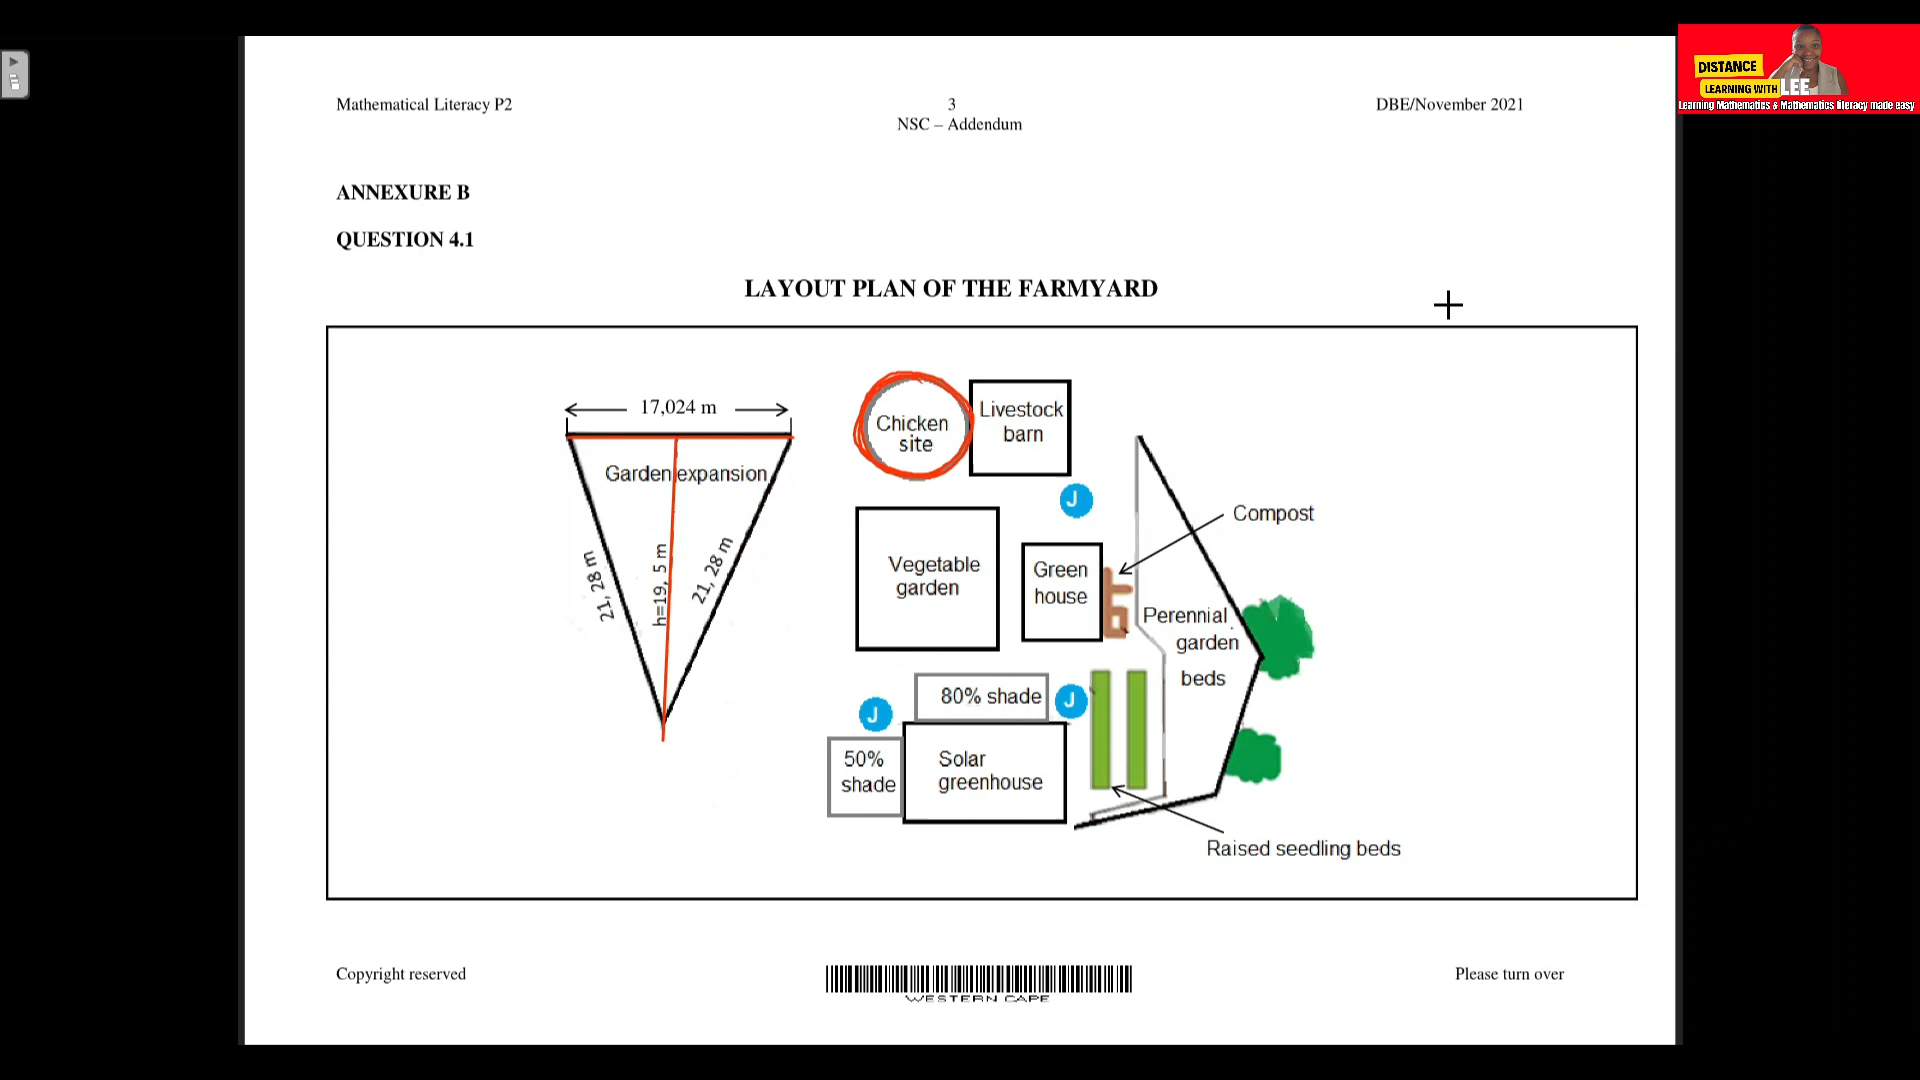 DISTANCE
LEARNING WITH LEE
Learning Mathematics & Mathematics literacy made easy
Mathematical Literacy P2
3
DBE/November 2021
NSC – Addendum
ANNEXURE B
QUESTION 4.1
LAYOUT PLAN OF THE FARMYARD
17,024 m
Garden expansion
21, 28 m
h=19, 5 m
21, 28 m
Chicken
site
Livestock
barn
J
Compost
Vegetable
garden
Green
house
Perennial
garden
beds
80% shade
J
J
50%
shade
Solar
greenhouse
Raised seedling beds
Copyright reserved
WESTERN CAPE
Please turn over